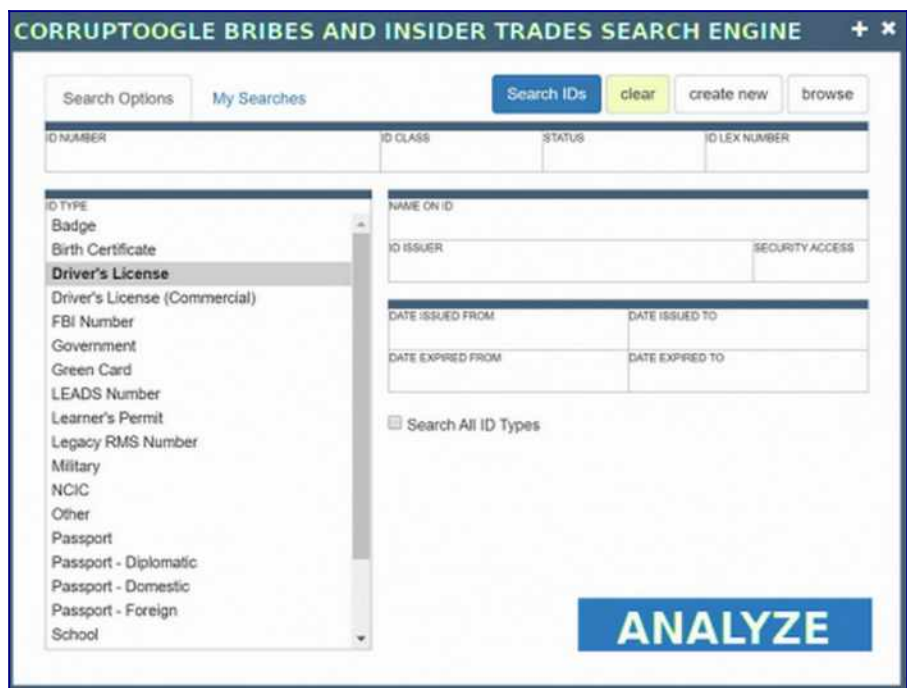 CORRUPTOOGLE BRIBES AND INSIDER TRADES SEARCH ENGINE + ×
Search Options My Searches Search IDs clear create new browse
ID NUMBER ID CLASS STATUS ID LEX NUMBER
ID TYPE
Badge
Birth Certificate
Driver's License
Driver's License (Commercial)
FBI Number
Government
Green Card
LEADS Number
Learner's Permit
Legacy RMS Number
Military
NCIC
Other
Passport
Passport - Diplomatic
Passport - Domestic
Passport - Foreign
School
NAME ON ID
ID ISSUER SECURITY ACCESS
DATE ISSUED FROM DATE ISSUED TO
DATE EXPIRED FROM DATE EXPIRED TO
Search All ID Types
ANALYZE